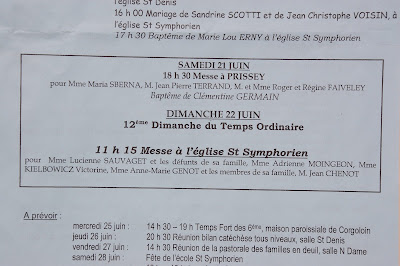 l'église St Denis
16 h 00 Mariage de Sandrine SCOTTI et de Jean Christophe VOISIN, à
l'église St Symphorien
17 h 30 Baptême de Marie Lou ERNY à l'église St Symphorien
SAMEDI 21 JUIN
18 h 30 Messe à PRISSEY
pour Mme Maria SBERNA, M. Jean Pierre TERRAND, M. et Mme Roger et Régine FAIVELEY
Baptême de Clémentine GERMAIN
DIMANCHE 22 JUIN
12ème Dimanche du Temps Ordinaire
11 h 15 Messe à l'église St Symphorien
pour Mme Lucienne SAUVAGET et les défunts de sa famille, Mme Adrienne MOINGEON, Mme
KIELBOWICZ Victorine, Mme Anne-Marie GENOT et les membres de sa famille, M. Jean CHENOT
A prévoir :
mercredi 25 juin : 14 h 30 – 19 h Temps Fort des 6ème, maison paroissiale de Corgoloin
jeudi 26 juin : 20 h 30 Réunion bilan catéchèse tous niveaux, salle St Denis
vendredi 27 juin : 14 h 30 Réunion de la pastorale des familles en deuil, salle N Dame
samedi 28 juin : Fête de l'école St Symphorien